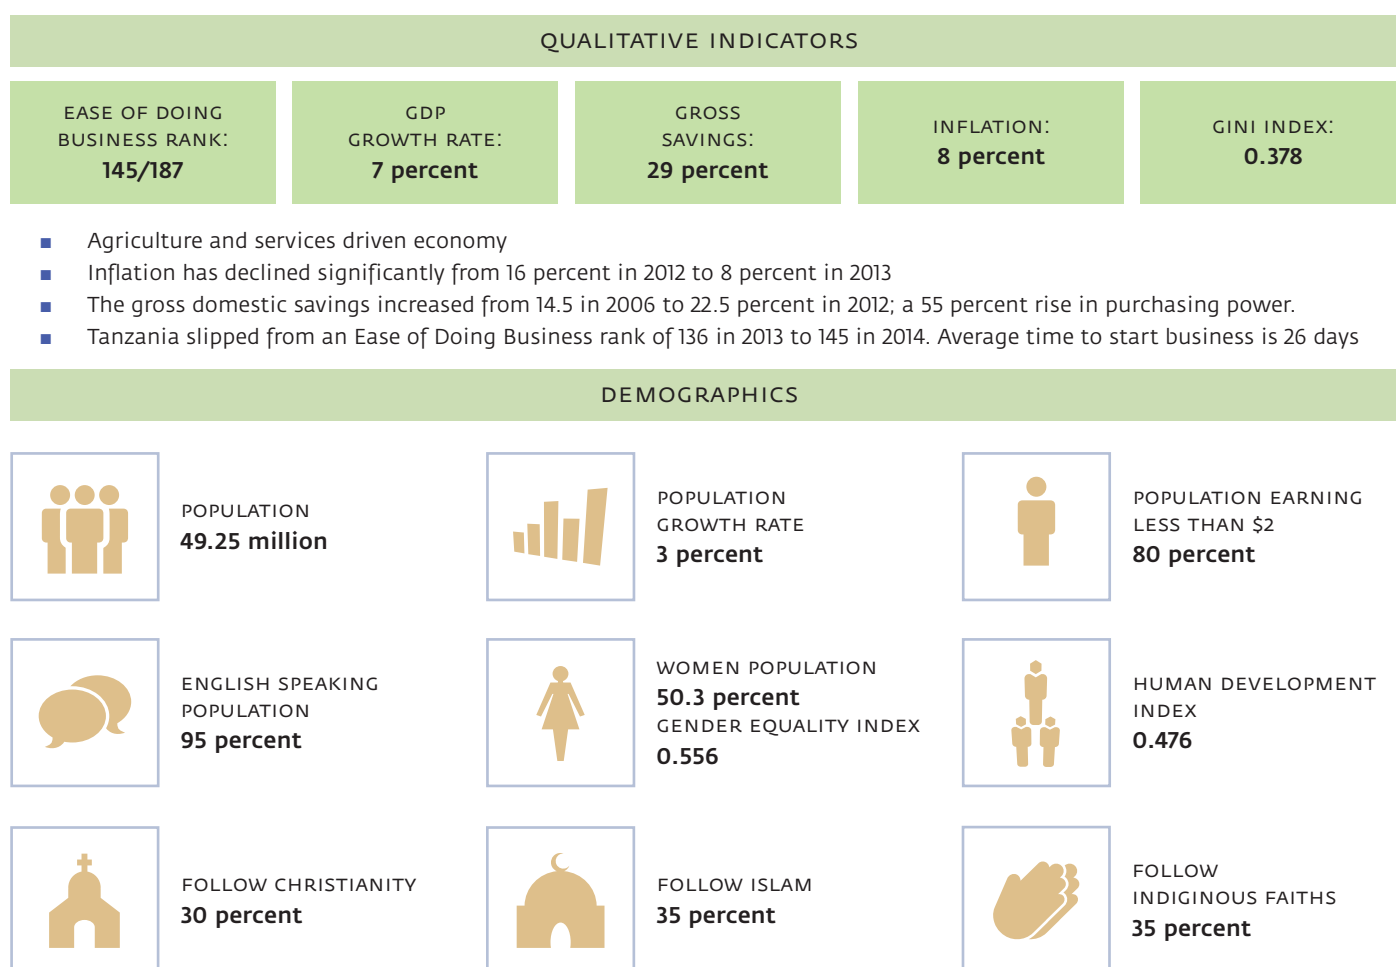 QUALITATIVE INDICATORS
EASE OF DOING
BUSINESS RANK:
145/187
GDP
GROWTH RATE:
7 percent
GROSS
SAVINGS:
29 percent
INFLATION:
8 percent
GINI INDEX:
0.378
Agriculture and services driven economy
Inflation has declined significantly from 16 percent in 2012 to 8 percent in 2013
The gross domestic savings increased from 14.5 in 2006 to 22.5 percent in 2012; a 55 percent rise in purchasing power.
Tanzania slipped from an Ease of Doing Business rank of 136 in 2013 to 145 in 2014. Average time to start business is 26 days
DEMOGRAPHICS
POPULATION
49.25 million
POPULATION
GROWTH RATE
3 percent
POPULATION EARNING
LESS THAN $2
80 percent
ENGLISH SPEAKING
POPULATION
95 percent
WOMEN POPULATION
50.3 percent
GENDER EQUALITY INDEX
0.556
HUMAN DEVELOPMENT
INDEX
0.476
FOLLOW CHRISTIANITY
30 percent
FOLLOW ISLAM
35 percent
FOLLOW
INDIGINOUS FAITHS
35 percent